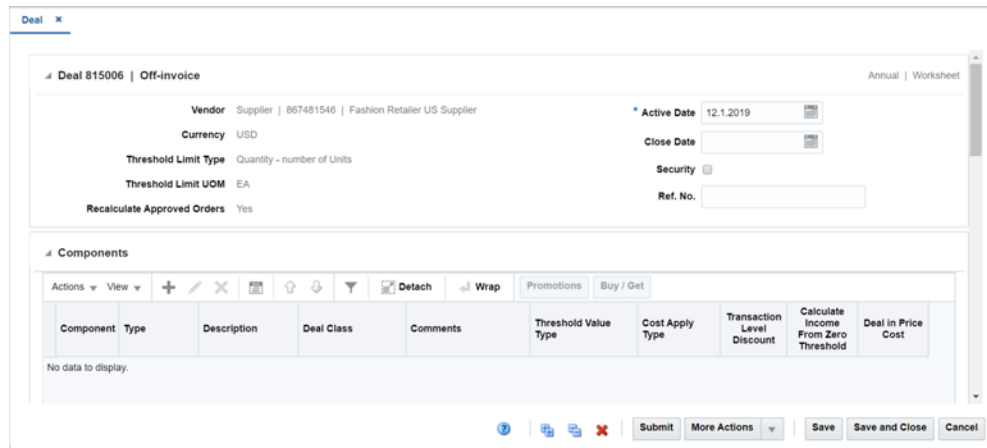 Deal
Deal 815006 | Off-invoice
Annual | Worksheet
Vendor Supplier | 867481546 | Fashion Retailer US Supplier
Currency USD
Threshold Limit Type Quantity - number of Units
Threshold Limit UOM EA
Recalculate Approved Orders Yes
* Active Date 12.1.2019
Close Date
Security
Ref. No.
Components
Actions View Detach Wrap Promotions Buy / Get
Component Type Description Deal Class Comments Threshold Value Type Cost Apply Type Transaction Level Discount Calculate Income From Zero Threshold Deal in Price Cost
No data to display.
Submit More Actions Save Save and Close Cancel